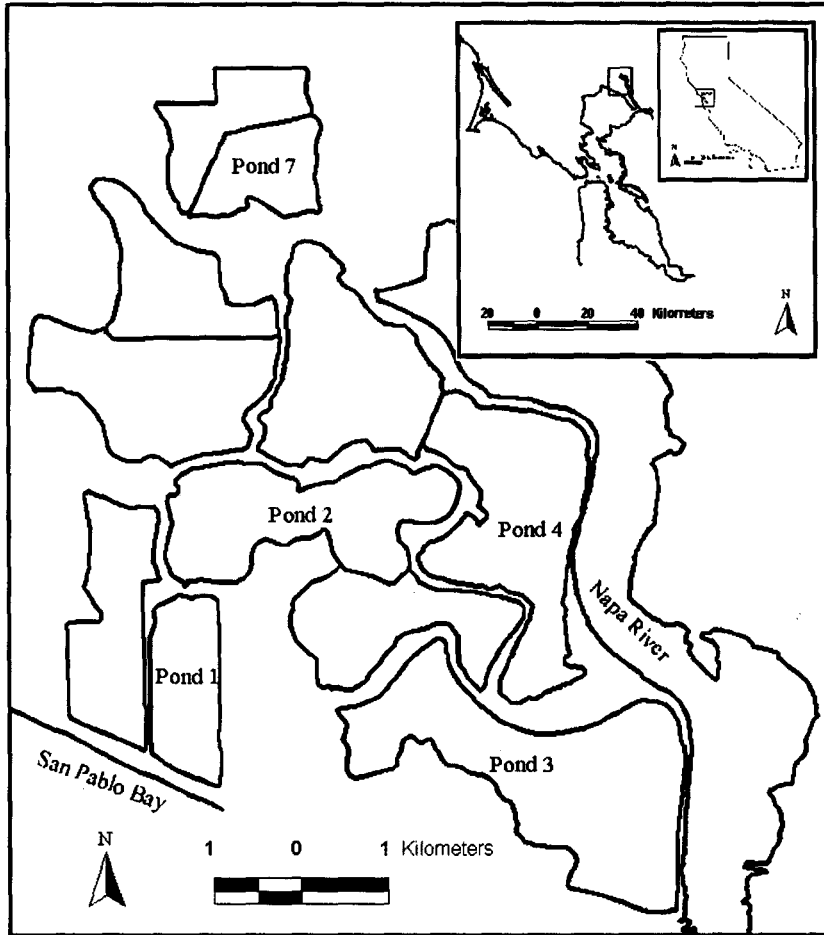 Pond 7
N
N
20 0 20 40 Kilometers
Pond 2
Pond 4
Napa River
Pond 1
San Pablo Bay
Pond 3
N
1 0 1 Kilometers